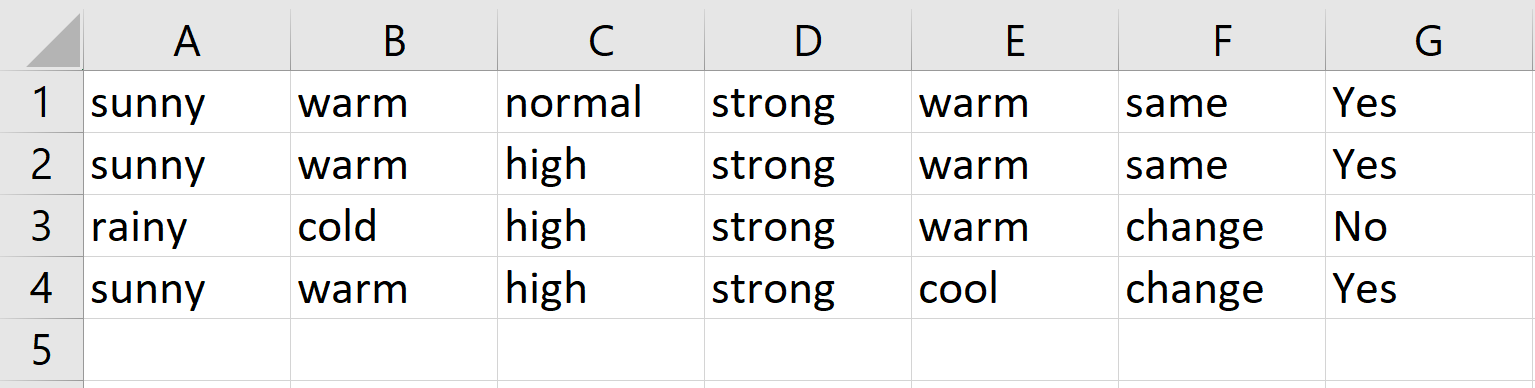 A B C D E F G
1 sunny warm normal strong warm same Yes
2 sunny warm high strong warm same Yes
3 rainy cold high strong warm change No
4 sunny warm high strong cool change Yes
5